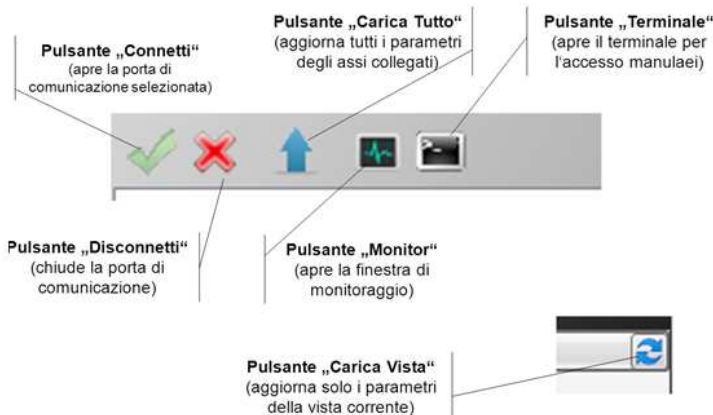 Pulsante „Connetti“
(apre la porta di
comunicazione selezionata)
Pulsante „Carica Tutto“
(aggiorna tutti i parametri
degli assi collegati)
Pulsante „Terminale“
(apre il terminale per
l'accesso manulaei)
Pulsante „Disconnetti“
(chiude la porta di
comunicazione)
Pulsante „Monitor“
(apre la finestra di
monitoraggio)
Pulsante „Carica Vista“
(aggiorna solo i parametri
della vista corrente)